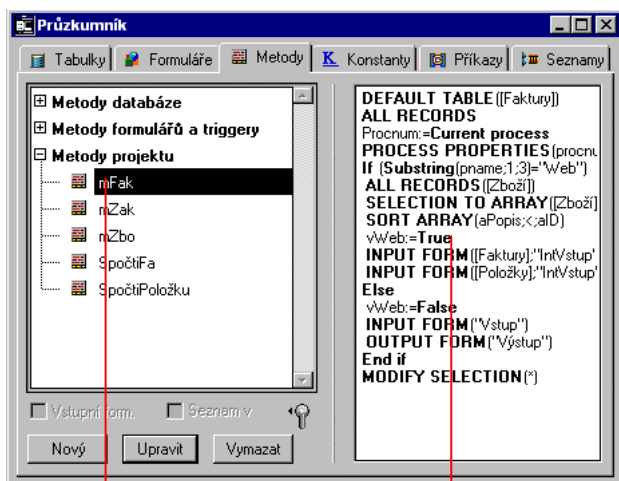 Průzkumník
Tabulky Formuláře Metody Konstanty Příkazy Seznamy
Metody databáze
Metody formulářů a triggery
Metody projektu
mFak
mZak
mZbo
SpočtiFa
SpočtiPoložku
Vstupní form. Seznam v
Nový Upravit Vymazat
DEFAULT TABLE([Faktury])
ALL RECORDS
Procnum:=Current process
PROCESS PROPERTIES(procnu
If (Substring(pname;1;3)="Web")
ALL RECORDS([Zboží])
SELECTION TO ARRAY([Zboží]
SORT ARRAY(aPopis;<;aID)
vWeb:=True
INPUT FORM([Faktury];"IntVstup"
INPUT FORM([Položky];"IntVstup"
Else
vWeb:=False
INPUT FORM("Vstup")
OUTPUT FORM("Výstup")
End if
MODIFY SELECTION(*)